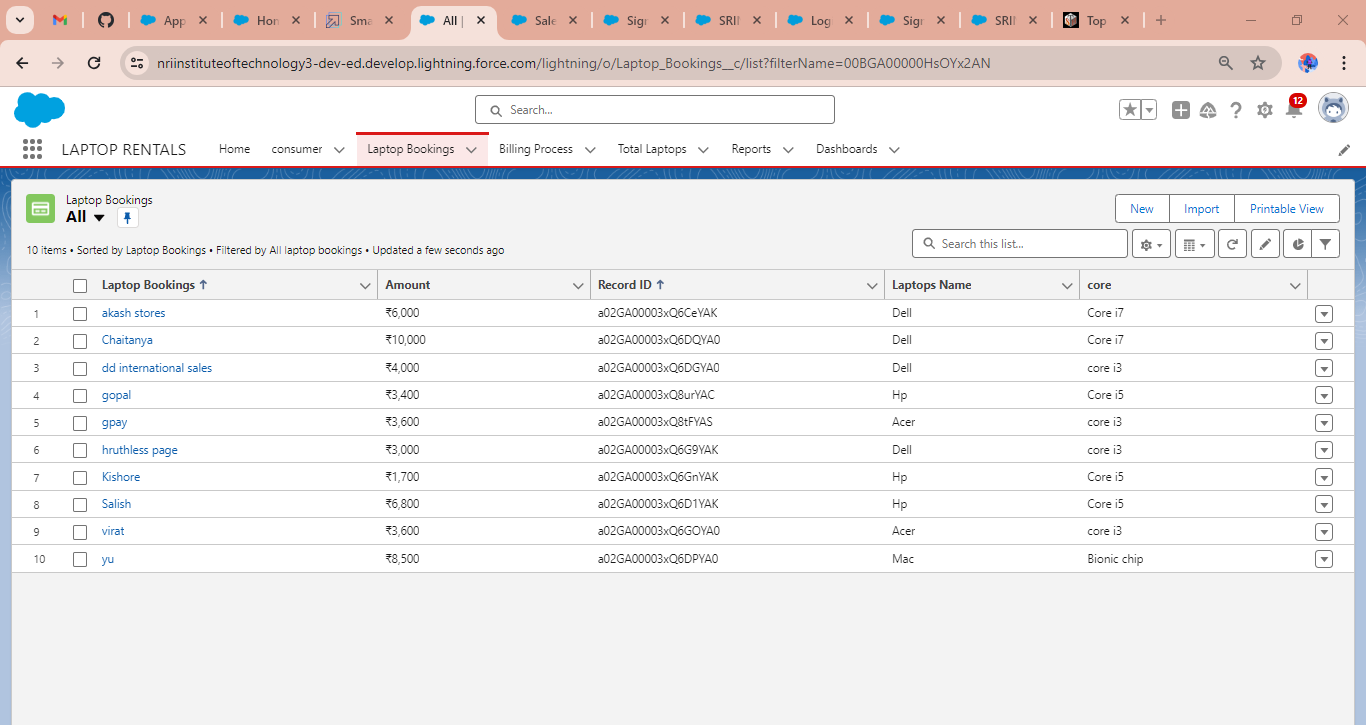 App Hon Sma All | Sale Sign SRIN Logi Sign SRIN Top
nriinstituteoftechnology3-dev-ed.develop.lightning.force.com/lightning/o/Laptop_Bookings__c/list?filterName=00BGA00000HsOYx2AN
Search...
12
LAPTOP RENTALS Home consumer Laptop Bookings Billing Process Total Laptops Reports Dashboards
Laptop Bookings
All
New Import Printable View
10 items • Sorted by Laptop Bookings • Filtered by All laptop bookings • Updated a few seconds ago
Search this list...
Laptop Bookings ↑ Amount Record ID ↑ Laptops Name core
1 akash stores ₹6,000 a02GA00003xQ6CeYAK Dell Core i7
2 Chaitanya ₹10,000 a02GA00003xQ6DQYA0 Dell Core i7
3 dd international sales ₹4,000 a02GA00003xQ6DGYA0 Dell core i3
4 gopal ₹3,400 a02GA00003xQ8urYAC Hp Core i5
5 gpay ₹3,600 a02GA00003xQ8tFYAS Acer core i3
6 hruthless page ₹3,000 a02GA00003xQ6G9YAK Dell core i3
7 Kishore ₹1,700 a02GA00003xQ6GnYAK Hp Core i5
8 Salish ₹6,800 a02GA00003xQ6D1YAK Hp Core i5
9 virat ₹3,600 a02GA00003xQ6GOYA0 Acer core i3
10 yu ₹8,500 a02GA00003xQ6DPYA0 Mac Bionic chip